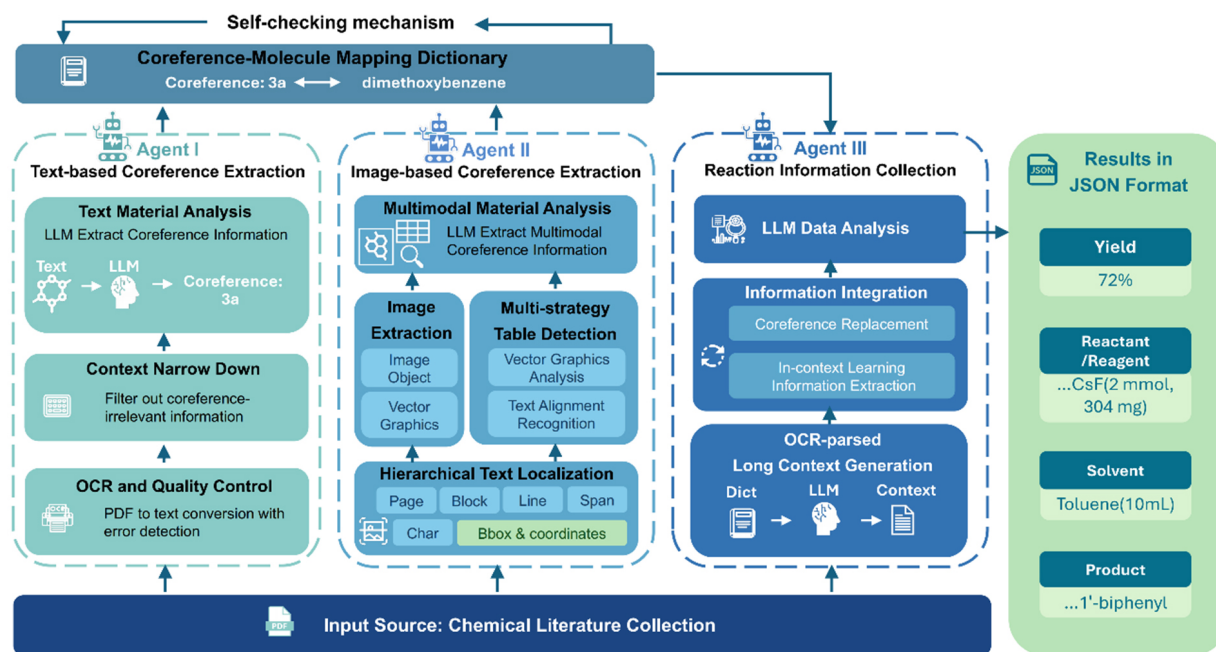 Self-checking mechanism
Coreference-Molecule Mapping Dictionary
Coreference: 3a
dimethoxybenzene
Agent I
Text-based Coreference Extraction
Text Material Analysis
LLM Extract Coreference Information
Text
LLM
Coreference:
3a
Context Narrow Down
Filter out coreference-
irrelevant information
OCR and Quality Control
OCR
PDF to text conversion with
error detection
Agent II
Image-based Coreference Extraction
Multimodal Material Analysis
LLM Extract Multimodal
Coreference Information
Image
Extraction
Image
Object
Vector
Graphics
Multi-strategy
Table Detection
Vector Graphics
Analysis
Text Alignment
Recognition
Hierarchical Text Localization
Page
Block
Line
Span
Char
Bbox & coordinates
Agent III
Reaction Information Collection
LLM Data Analysis
Information Integration
Coreference Replacement
In-context Learning
Information Extraction
OCR-parsed
Long Context Generation
Dict
LLM
Context
JSON
Results in
JSON Format
Yield
72%
Reactant
/Reagent
...CsF(2 mmol,
304 mg)
Solvent
Toluene(10mL)
Product
...1'-biphenyl
PDF
Input Source: Chemical Literature Collection